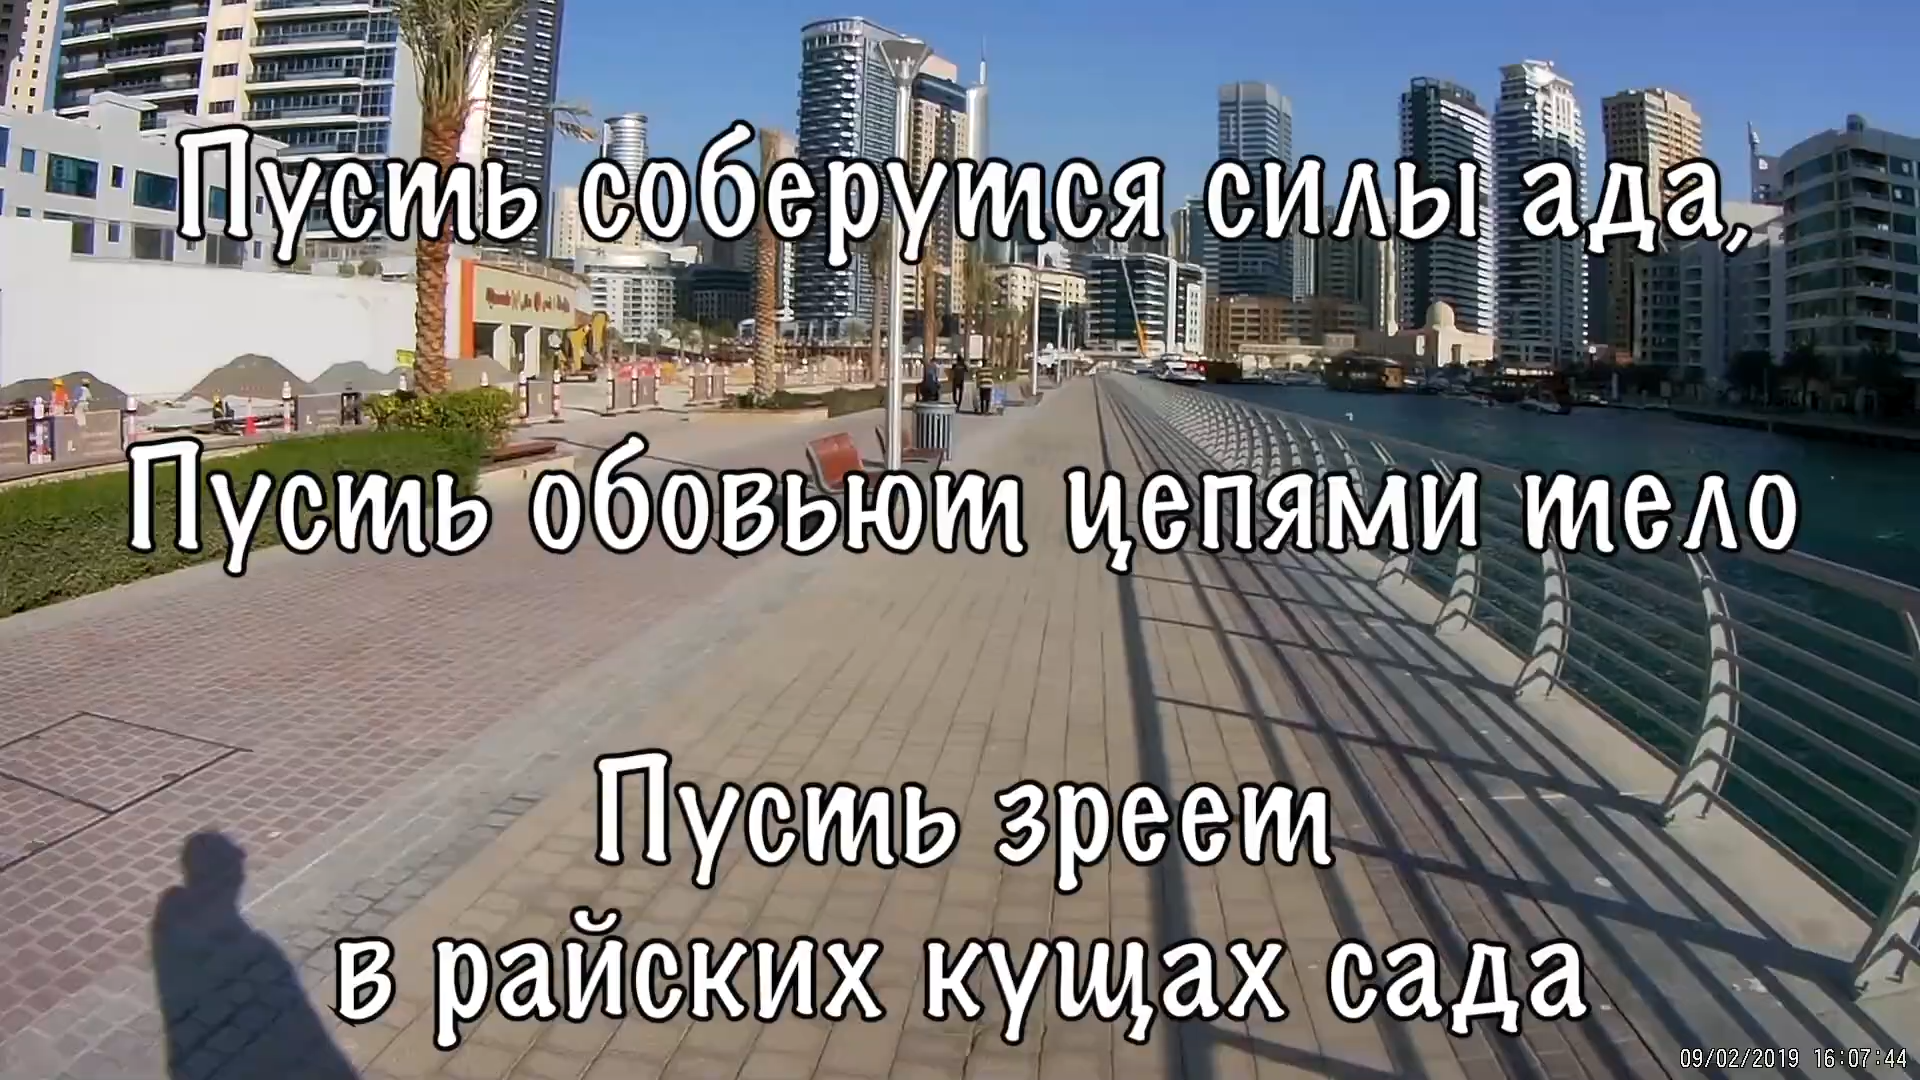 Пусть соберутся силы ада,
Пусть обовьют цепями тело
Пусть зреет
в райских кущах сада
09/02/2019 16:07:44